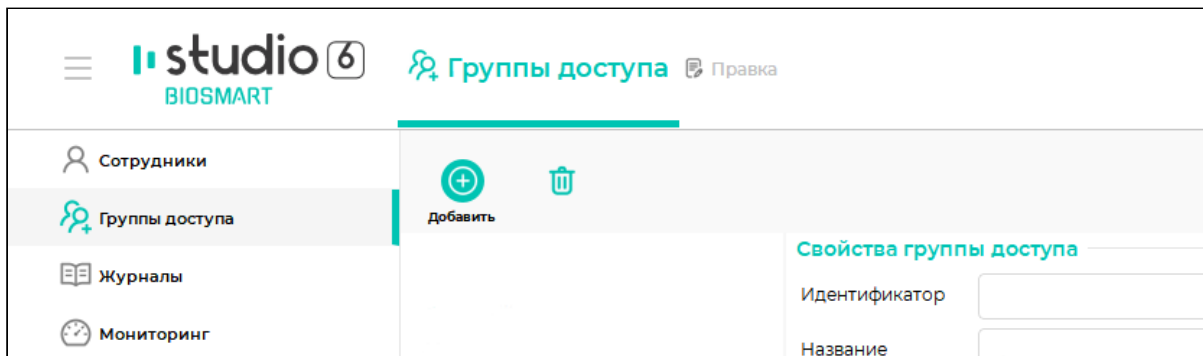 studio 6
BIOSMART
Группы доступа Правка
Сотрудники
Группы доступа
Журналы
Мониторинг
Добавить
Свойства группы доступа
Идентификатор
Название